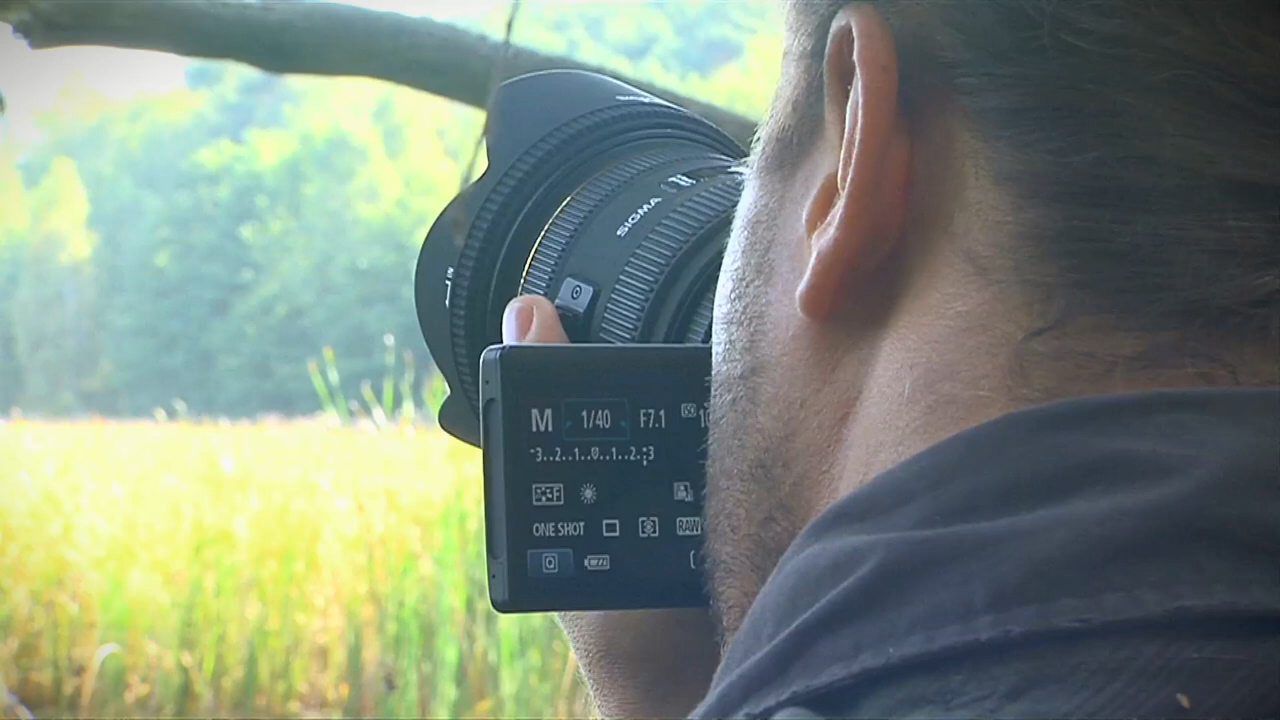 SIGMA
M 1/40 F7.1 ISO
-3..2..1..0..1..2..3
ONE SHOT RAW
Q